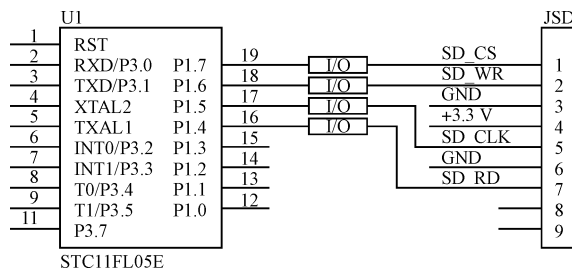 U1 JSD
1 RST
2 RXD/P3.0 P1.7 19 I/O SD_CS 1
3 TXD/P3.1 P1.6 18 I/O SD_WR 2
4 XTAL2 P1.5 17 I/O GND 3
5 TXAL1 P1.4 16 I/O +3.3 V 4
6 INT0/P3.2 P1.3 15 SD_CLK 5
7 INT1/P3.3 P1.2 14 GND 6
8 T0/P3.4 P1.1 13 SD_RD 7
9 T1/P3.5 P1.0 12 8
11 P3.7 9
STC11FL05E